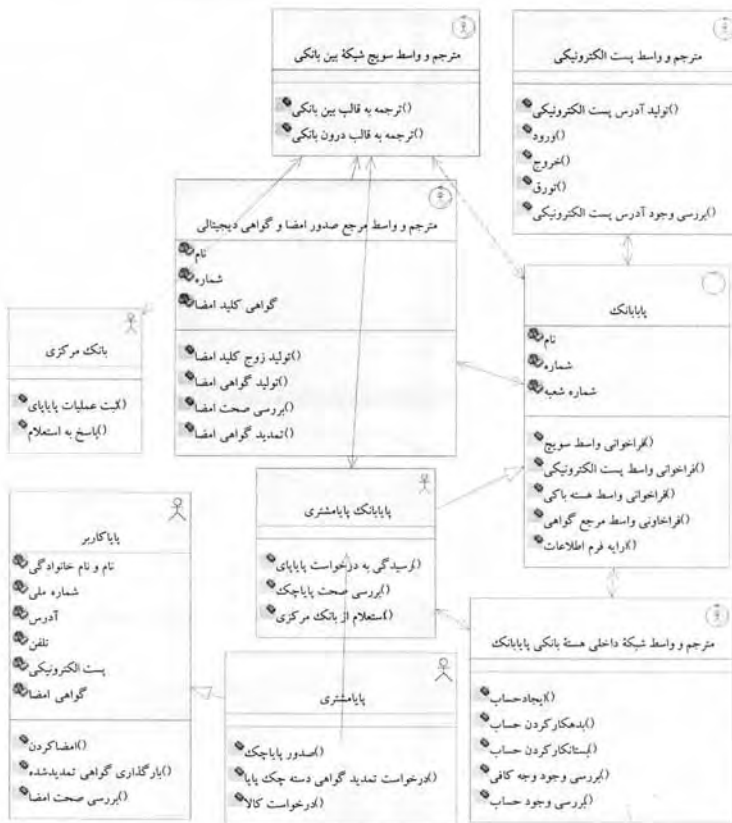 مترجم و واسط سویچ شبکهٔ بین بانکی
()ترجمه به قالب بین بانکی
()ترجمه به قالب درون بانکی
مترجم و واسط پست الکترونیکی
()تولید آدرس پست الکترونیکی
()ورود
()خروج
()تورق
()بررسی وجود آدرس پست الکترونیکی
مترجم و واسط مرجع صدور امضا و گواهی دیجیتالی
نام
شماره
گواهی کلید امضا
()تولید زوج کلید امضا
()تولید گواهی امضا
()بررسی صحت امضا
()تمدید گواهی امضا
پایابانک
نام
شماره
شماره شعبه
()فراخوانی واسط سویچ
()فراخوانی واسط پست الکترونیکی
()فراخوانی واسط هسته باکی
()فراخاونی واسط مرجع گواهی
()ارایه فرم اطلاعات
بانک مرکزی
()ثبت عملیات پایاپای
()پاسخ به استعلام
پایابانک پایامشتری
()رسیدگی به درخواست پایاپای
()بررسی صحت پایاچک
()استعلام از بانک مرکزی
پایاکاربر
نام و نام خانوادگی
شماره ملی
آدرس
تلفن
پست الکترونیکی
گواهی امضا
()امضاکردن
()بارگذاری گواهی تمدیدشده
()بررسی صحت امضا
پایامشتری
()صدور پایاچک
()درخواست تمدید گواهی دسته چک پایا
()درخواست کالا
مترجم و واسط شبکهٔ داخلی هستهٔ بانکی پایابانک
()ایجادحساب
()بدهکارکردن حساب
()بستانکارکردن حساب
()بررسی وجود وجه کافی
()بررسی وجود حساب